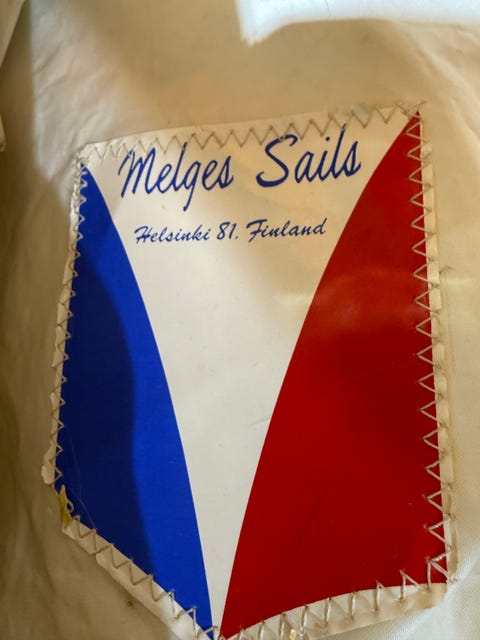 Melges Sails
Helsinki 81. Finland